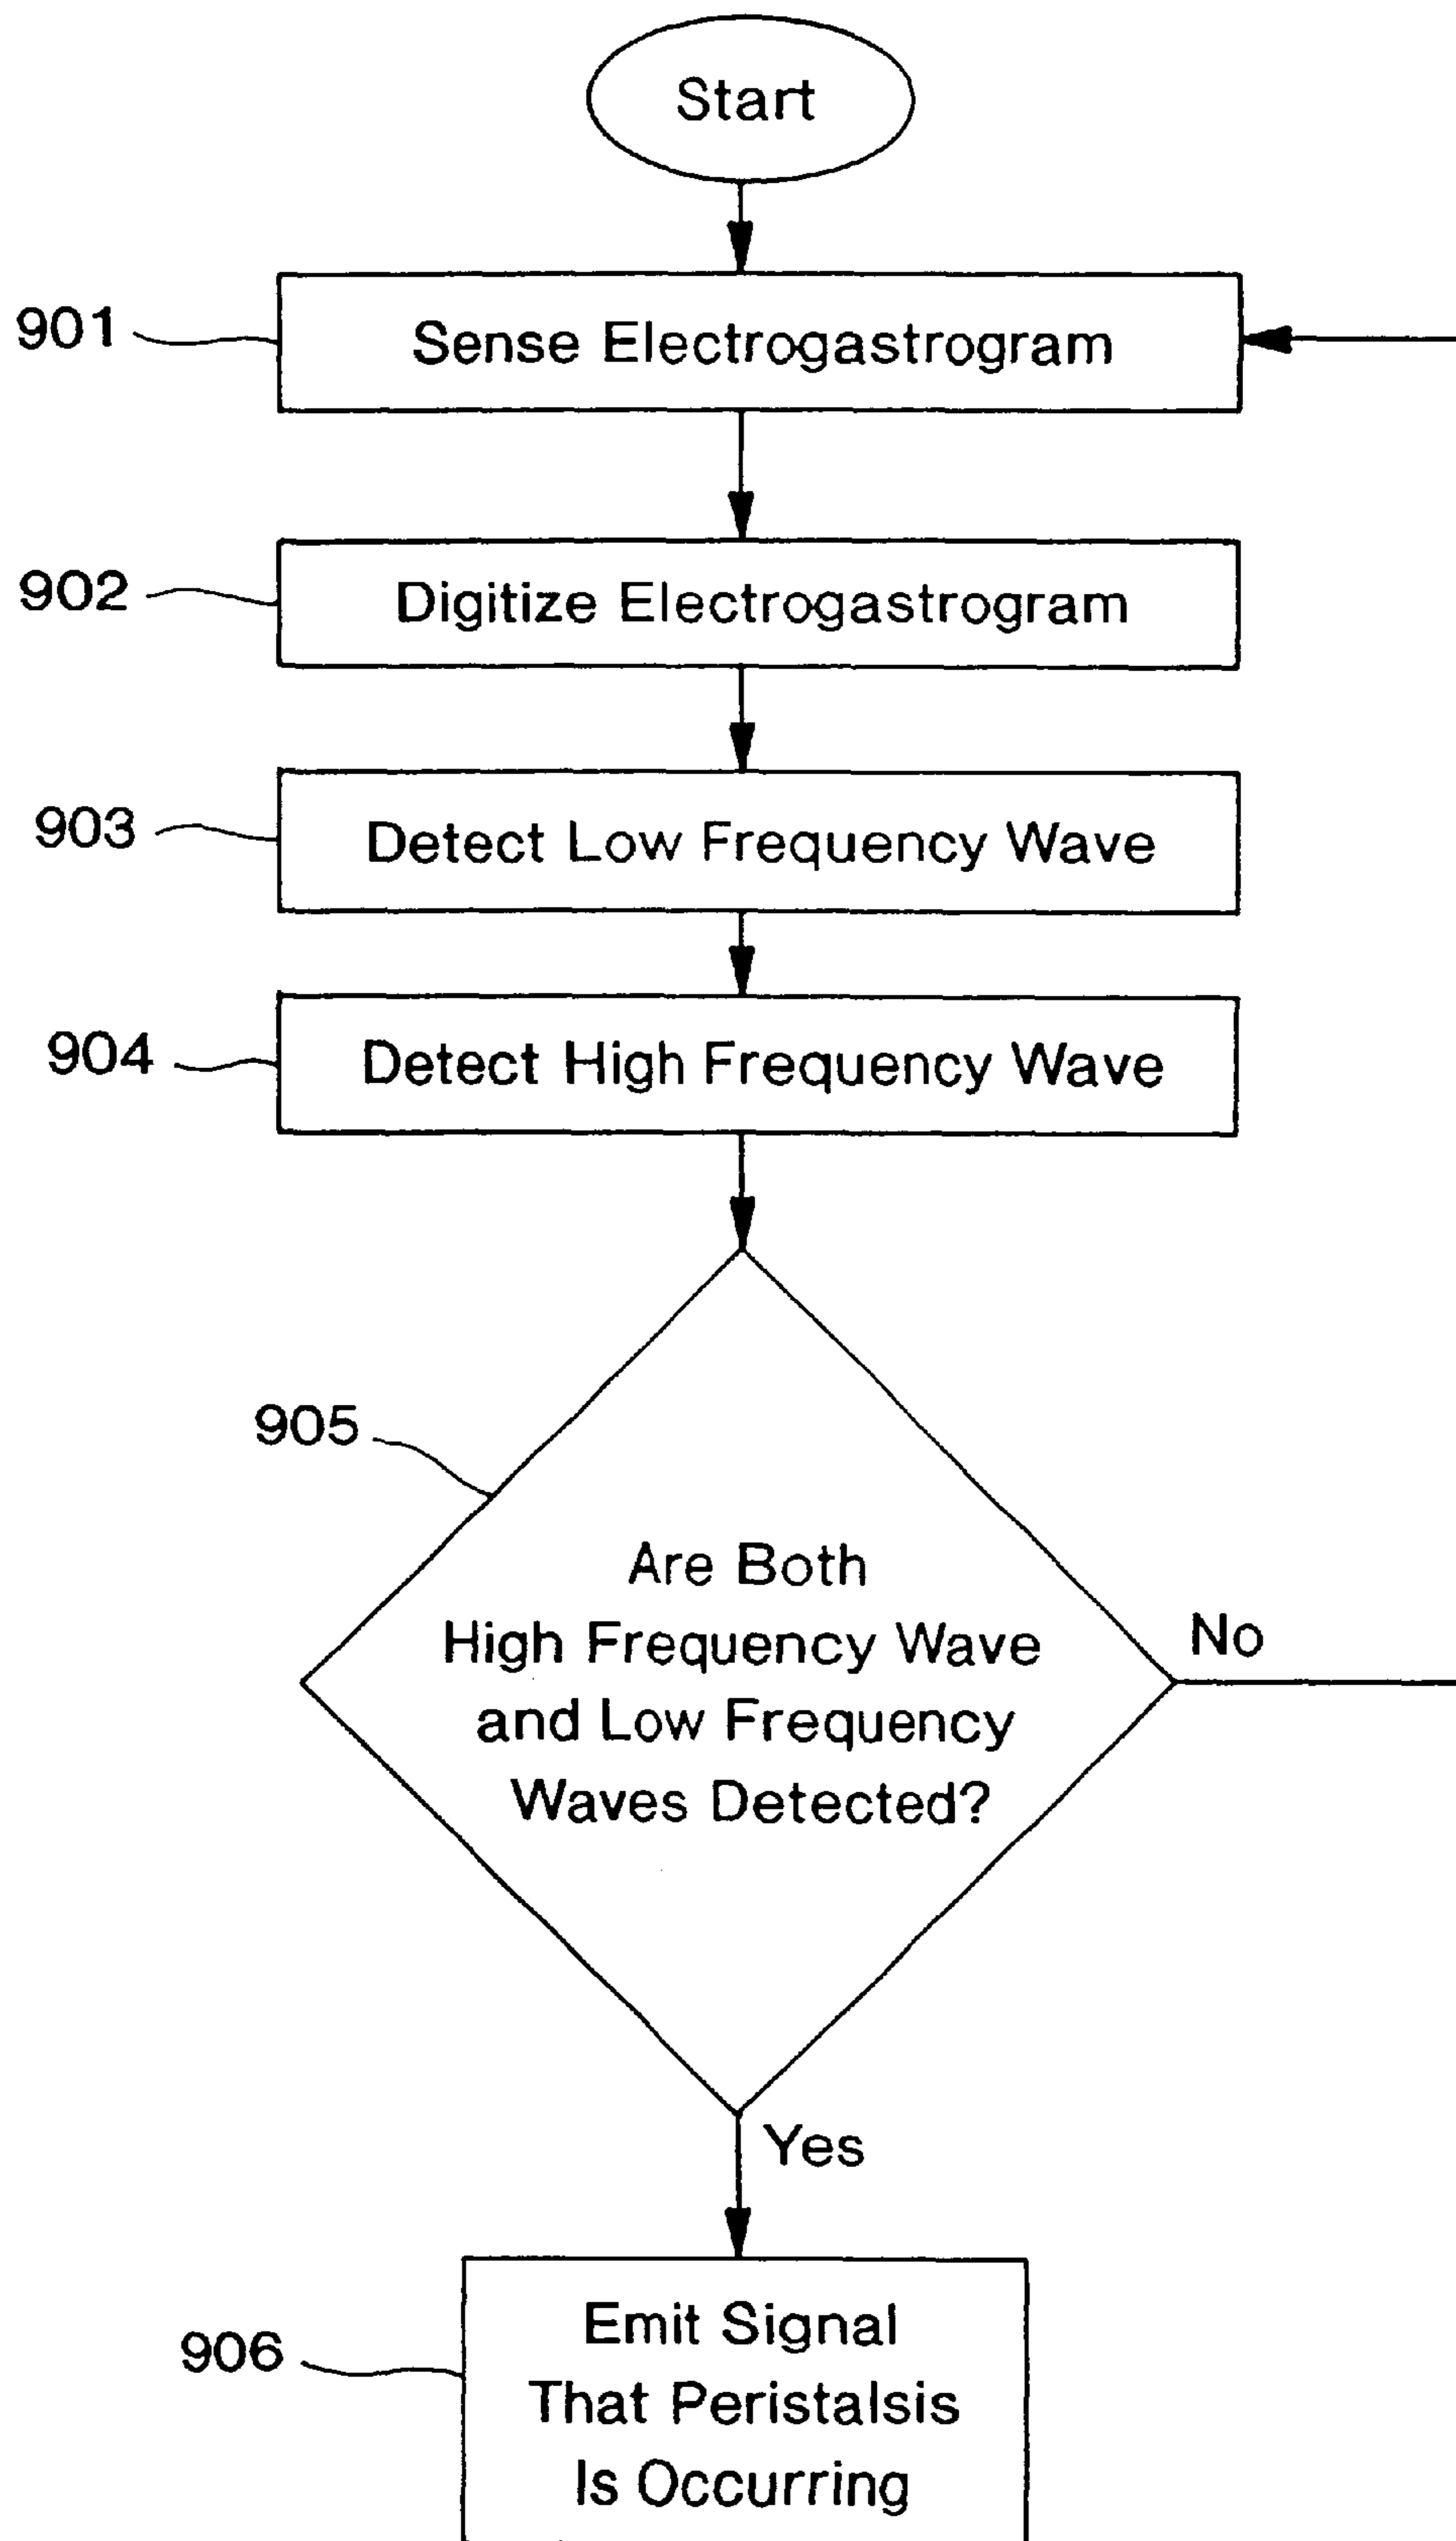 Start
901
Sense Electrogastrogram
902
Digitize Electrogastrogram
903
Detect Low Frequency Wave
904
Detect High Frequency Wave
905
Are Both
High Frequency Wave
and Low Frequency
Waves Detected?
No
Yes
906
Emit Signal
That Peristalsis
Is Occurring